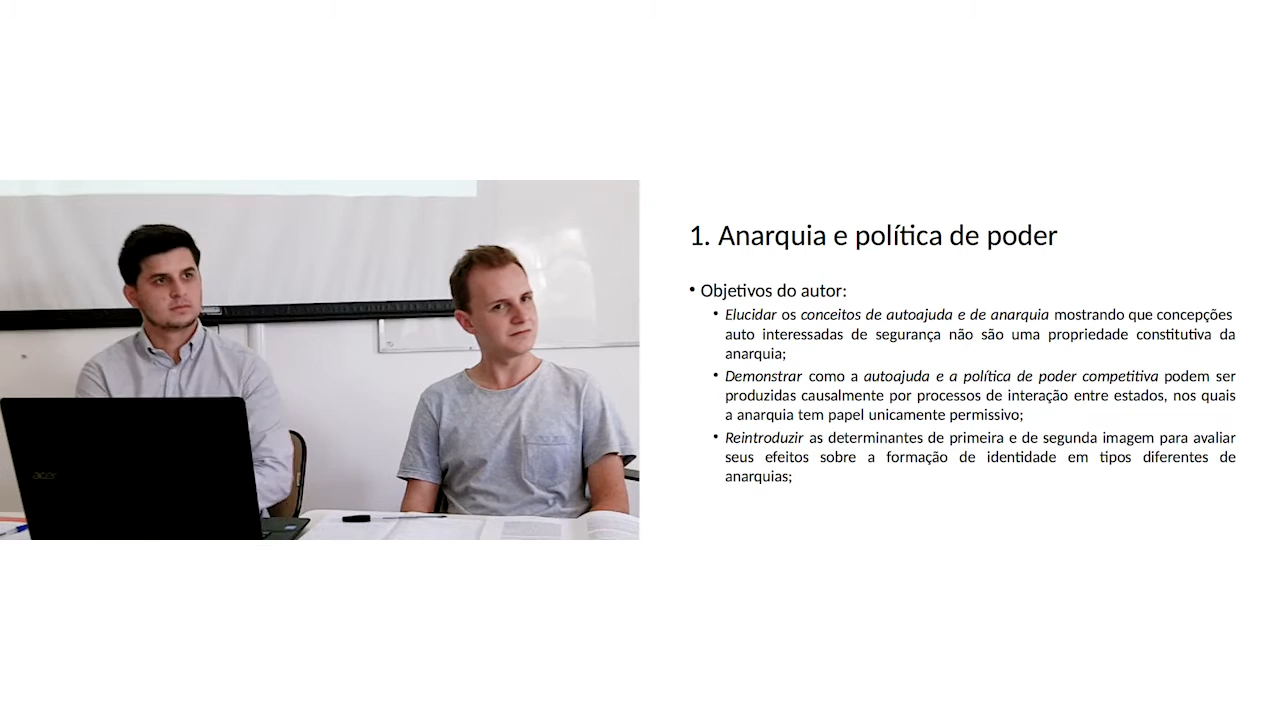 acer
1. Anarquia e política de poder
• Objetivos do autor:
• Elucidar os conceitos de autoajuda e de anarquia mostrando que concepções
auto interessadas de segurança não são uma propriedade constitutiva da
anarquia;
• Demonstrar como a autoajuda e a política de poder competitiva podem ser
produzidas causalmente por processos de interação entre estados, nos quais
a anarquia tem papel unicamente permissivo;
• Reintroduzir as determinantes de primeira e de segunda imagem para avaliar
seus efeitos sobre a formação de identidade em tipos diferentes de
anarquias;